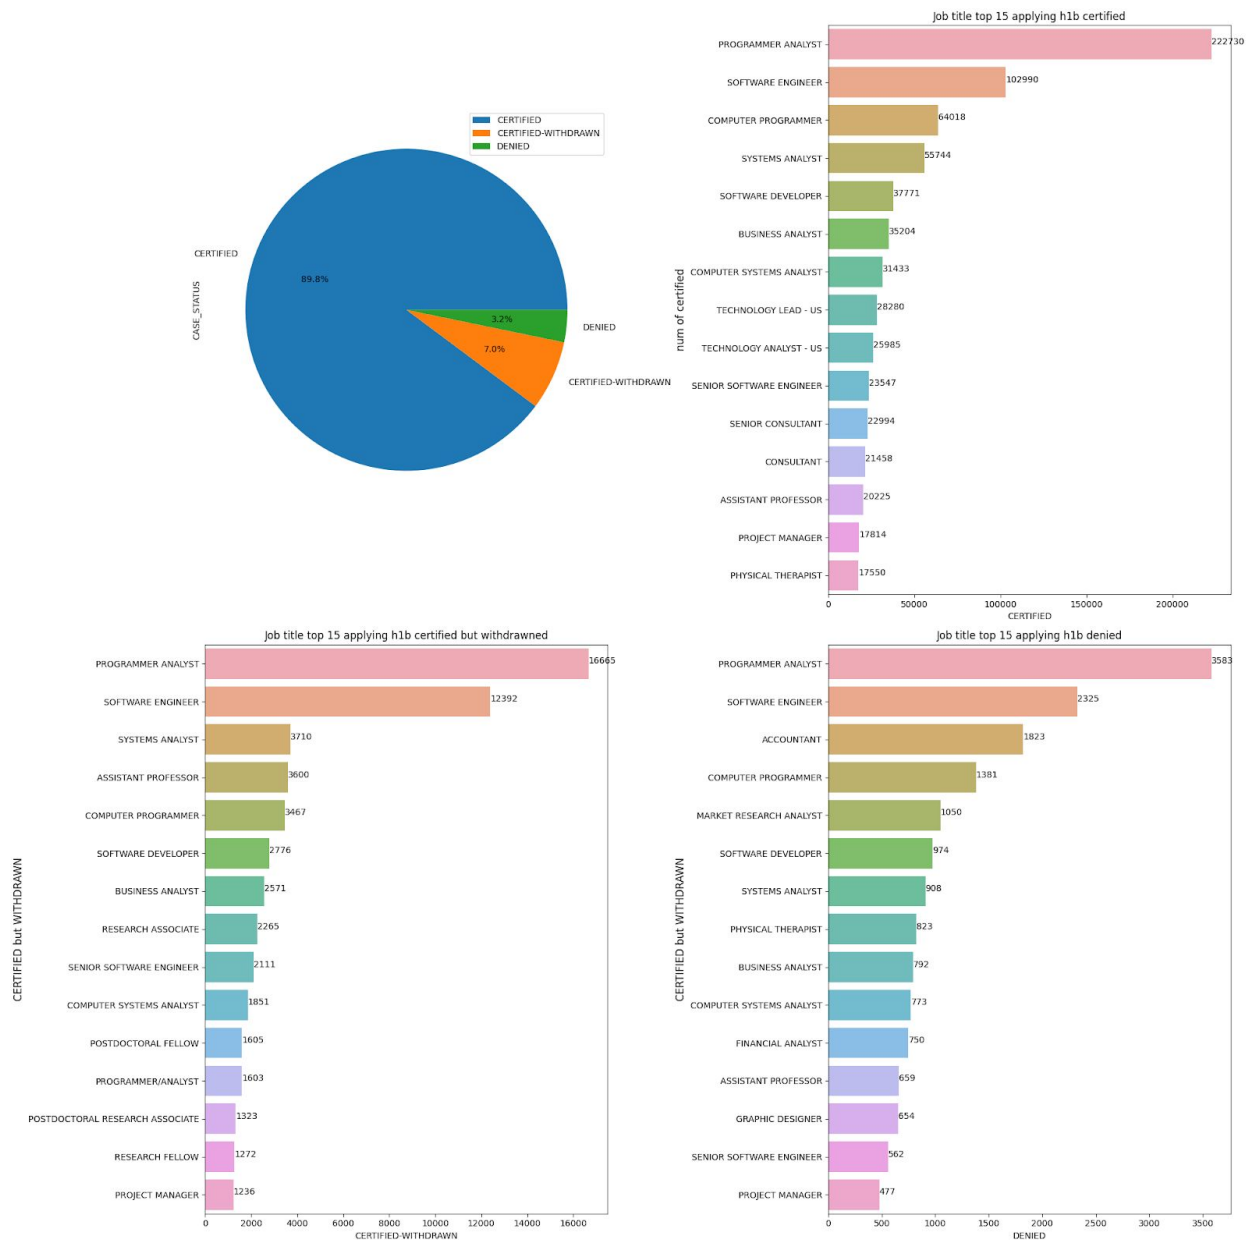 CERTIFIED
CERTIFIED-WITHDRAWN
DENIED
CERTIFIED
89.8%
CASE_STATUS
3.2%
DENIED
7.0%
CERTIFIED-WITHDRAWN
Job title top 15 applying h1b certified
PROGRAMMER ANALYST 222730
SOFTWARE ENGINEER 102990
COMPUTER PROGRAMMER 64018
SYSTEMS ANALYST 55744
SOFTWARE DEVELOPER 37771
BUSINESS ANALYST 35204
COMPUTER SYSTEMS ANALYST 31433
TECHNOLOGY LEAD - US 28280
TECHNOLOGY ANALYST - US 25985
SENIOR SOFTWARE ENGINEER 23547
SENIOR CONSULTANT 22994
CONSULTANT 21458
ASSISTANT PROFESSOR 20225
PROJECT MANAGER 17814
PHYSICAL THERAPIST 17550
num of certified
0 50000 100000 150000 200000
CERTIFIED
Job title top 15 applying h1b certified but withdrawned
PROGRAMMER ANALYST 16665
SOFTWARE ENGINEER 12392
SYSTEMS ANALYST 3710
ASSISTANT PROFESSOR 3600
COMPUTER PROGRAMMER 3467
SOFTWARE DEVELOPER 2776
BUSINESS ANALYST 2571
RESEARCH ASSOCIATE 2265
SENIOR SOFTWARE ENGINEER 2111
COMPUTER SYSTEMS ANALYST 1851
POSTDOCTORAL FELLOW 1605
PROGRAMMER/ANALYST 1603
POSTDOCTORAL RESEARCH ASSOCIATE 1323
RESEARCH FELLOW 1272
PROJECT MANAGER 1236
CERTIFIED but WITHDRAWN
0 2000 4000 6000 8000 10000 12000 14000 16000
CERTIFIED-WITHDRAWN
Job title top 15 applying h1b denied
PROGRAMMER ANALYST 3583
SOFTWARE ENGINEER 2325
ACCOUNTANT 1823
COMPUTER PROGRAMMER 1381
MARKET RESEARCH ANALYST 1050
SOFTWARE DEVELOPER 974
SYSTEMS ANALYST 908
PHYSICAL THERAPIST 823
BUSINESS ANALYST 792
COMPUTER SYSTEMS ANALYST 773
FINANCIAL ANALYST 750
ASSISTANT PROFESSOR 659
GRAPHIC DESIGNER 654
SENIOR SOFTWARE ENGINEER 562
PROJECT MANAGER 477
CERTIFIED but WITHDRAWN
0 500 1000 1500 2000 2500 3000 3500
DENIED